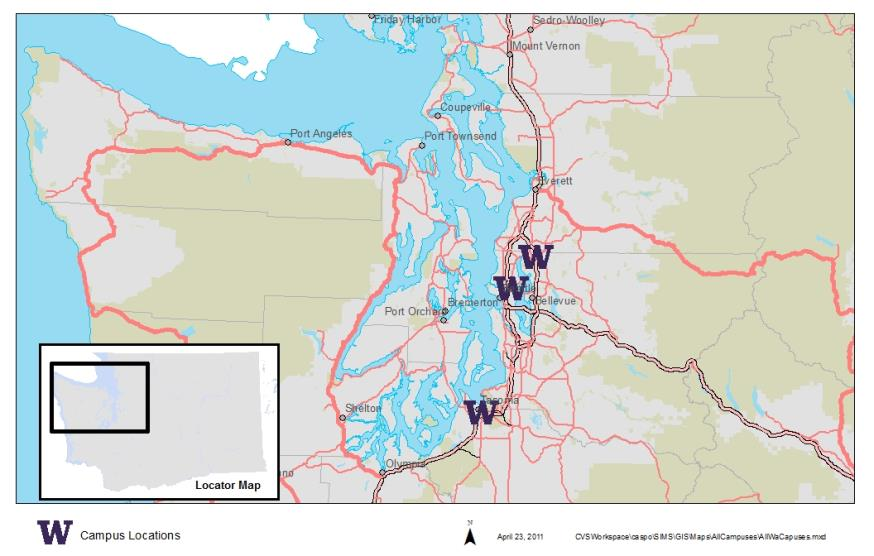 Friday Harbor
Sedro-Woolley
Mount Vernon
Coupeville
Port Angeles
Port Townsend
Everett
W
W
Bremerton
Bellevue
Port Orchard
Shelton
Tacoma
W
Olympia
Locator Map
W Campus Locations
N
April 23, 2011
CVSWorkspace\caspo\SIMS\GIS\Maps\AllCampuses\AllWaCapuses.mxd